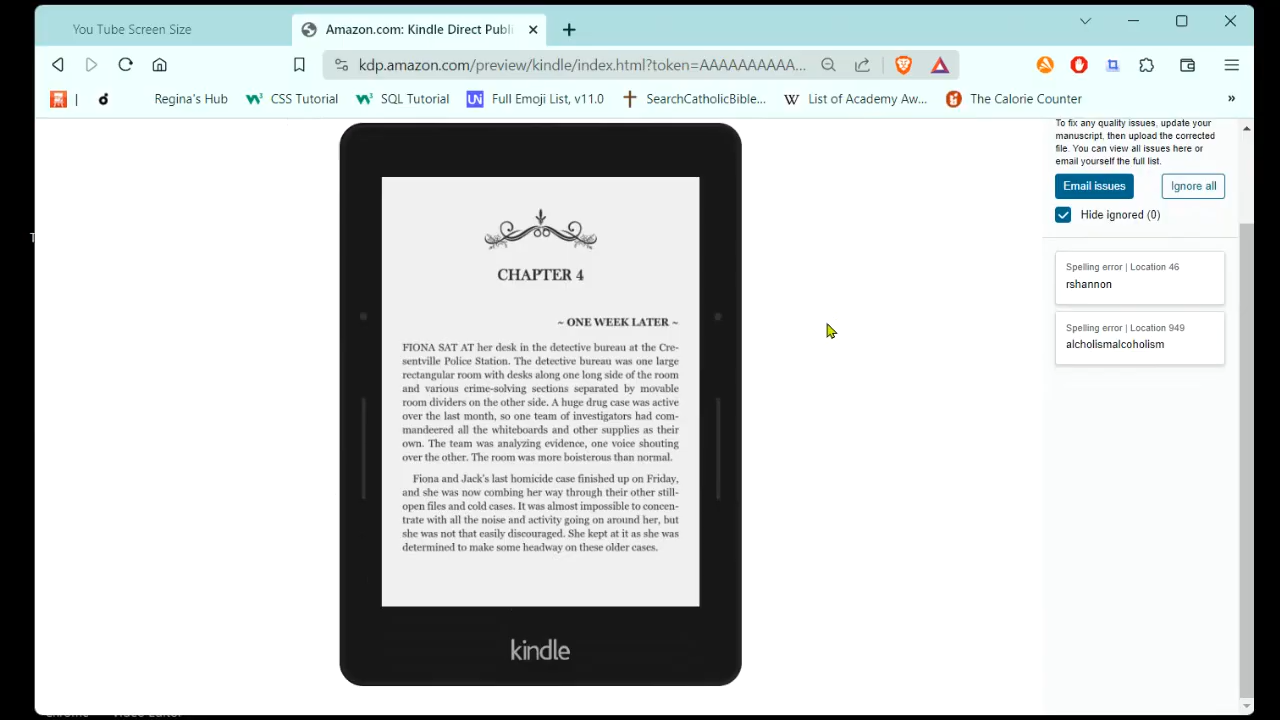 You Tube Screen Size
Amazon.com: Kindle Direct Publi
kdp.amazon.com/preview/kindle/index.html?token=AAAAAAAAAA...
Regina's Hub
CSS Tutorial
SQL Tutorial
Full Emoji List, v11.0
SearchCatholicBible...
List of Academy Aw...
The Calorie Counter
»
CHAPTER 4
~ ONE WEEK LATER ~
FIONA SAT AT her desk in the detective bureau at the Cre-
sentville Police Station. The detective bureau was one large
rectangular room with desks along one long side of the room
and various crime-solving sections separated by movable
room dividers on the other side. A huge drug case was active
over the last month, so one team of investigators had com-
mandeered all the whiteboards and other supplies as their
own. The team was analyzing evidence, one voice shouting
over the other. The room was more boisterous than normal.
Fiona and Jack's last homicide case finished up on Friday,
and she was now combing her way through their other still-
open files and cold cases. It was almost impossible to concen-
trate with all the noise and activity going on around her, but
she was not that easily discouraged. She kept at it as she was
determined to make some headway on these older cases.
kindle
To fix any quality issues, update your
manuscript, then upload the corrected
file. You can view all issues here or
email yourself the full list.
Email issues
Ignore all
Hide ignored (0)
Spelling error | Location 46
rshannon
Spelling error | Location 949
alcholismalcoholism